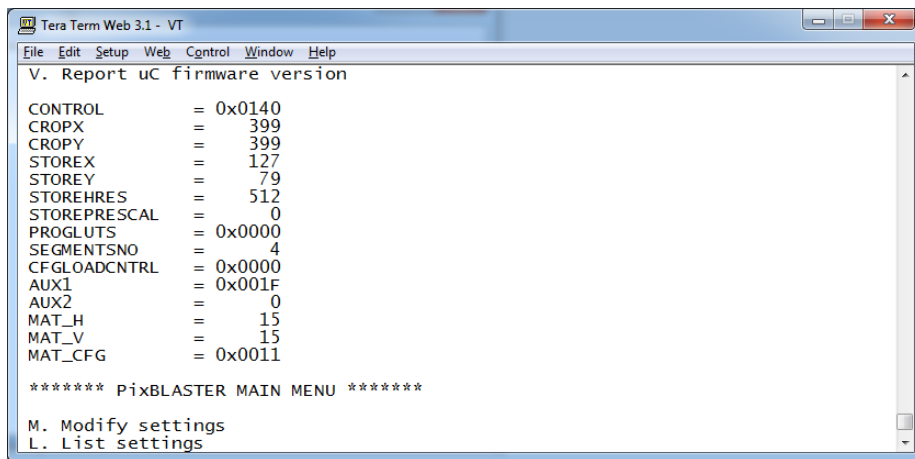 Tera Term Web 3.1 - VT
File Edit Setup Web Control Window Help
V. Report uC firmware version
CONTROL = 0x0140
CROPX = 399
CROPY = 399
STOREX = 127
STOREY = 79
STOREHRES = 512
STOREPRESCAL = 0
PROGLUTS = 0x0000
SEGMENTSNO = 4
CFGLOADCNTRL = 0x0000
AUX1 = 0x001F
AUX2 = 0
MAT_H = 15
MAT_V = 15
MAT_CFG = 0x0011
******* PixBLASTER MAIN MENU *******
M. Modify settings
L. List settings